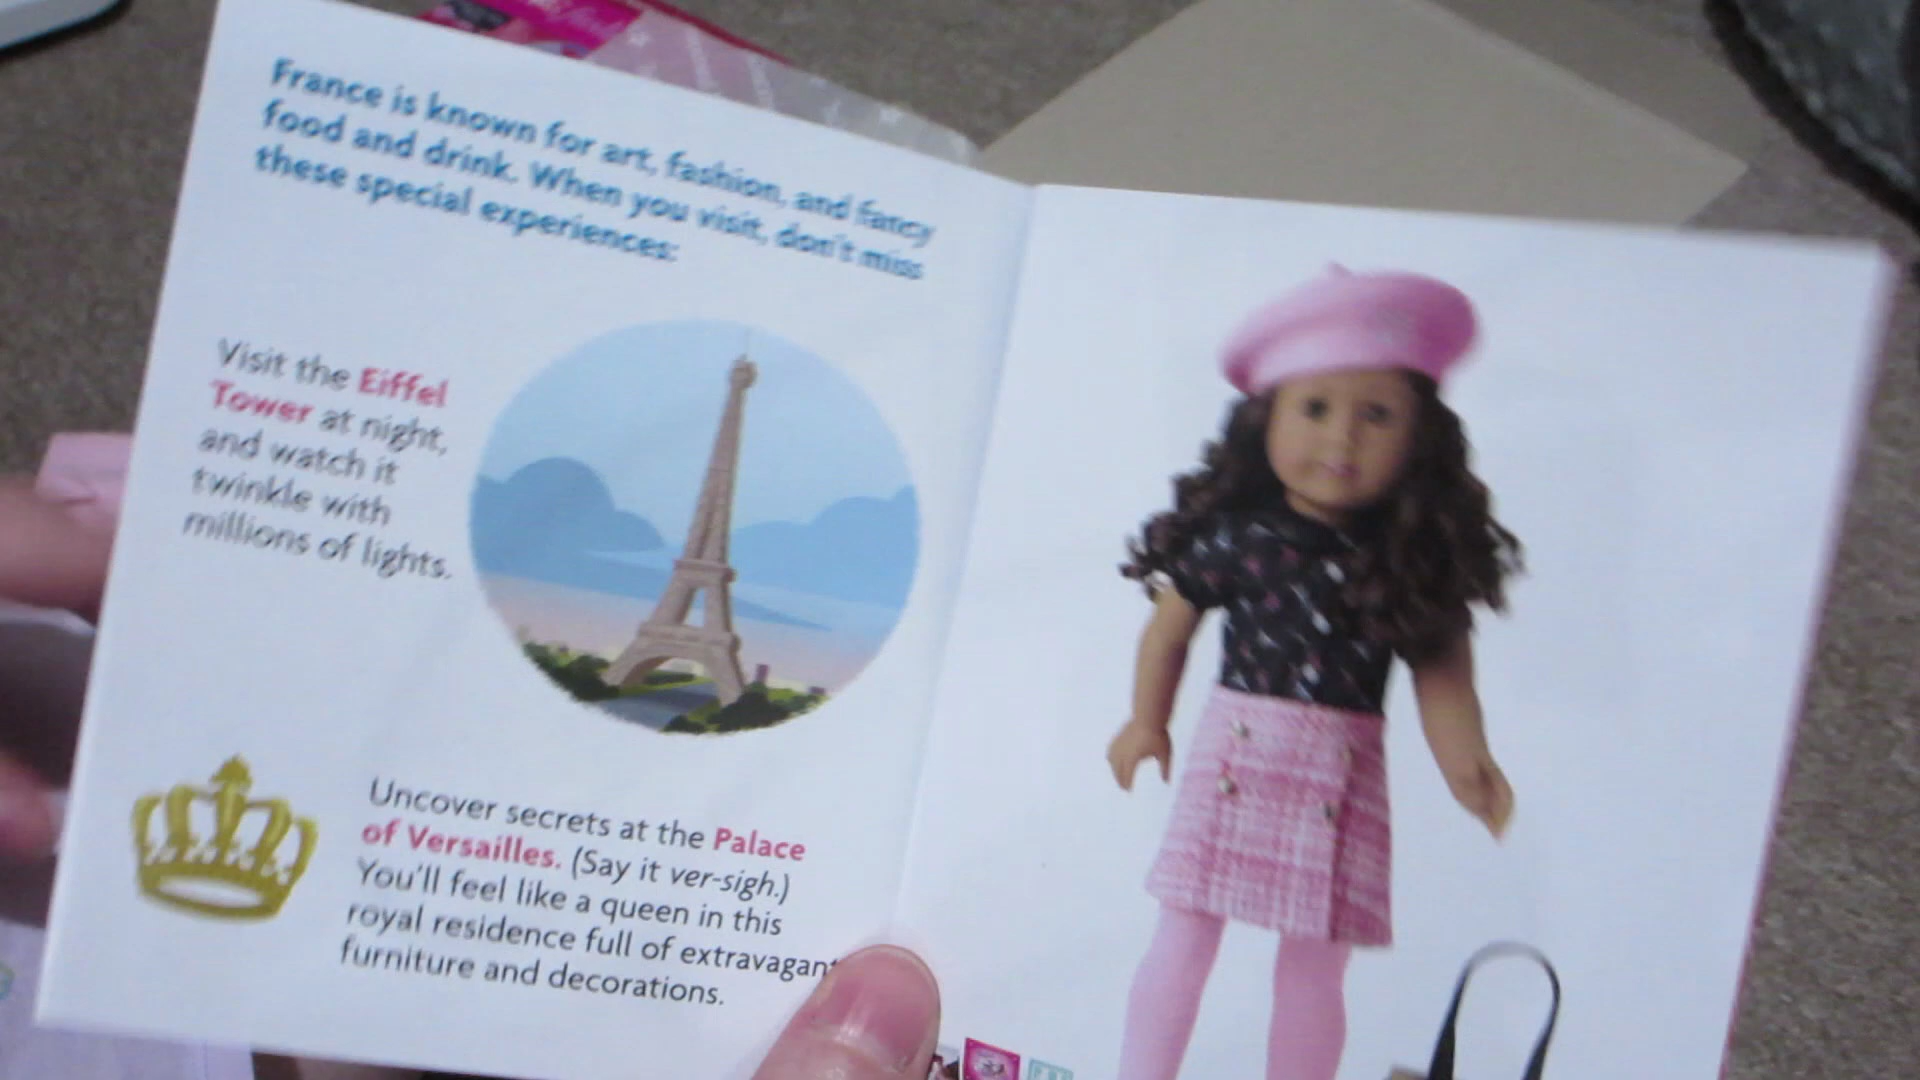 France is known for art, fashion, and fancy
food and drink. When you visit, don't miss
these special experiences:
Visit the Eiffel
Tower at night,
and watch it
twinkle with
millions of lights.
Uncover secrets at the Palace
of Versailles. (Say it ver-sigh.)
You'll feel like a queen in this
royal residence full of extravagant
furniture and decorations.